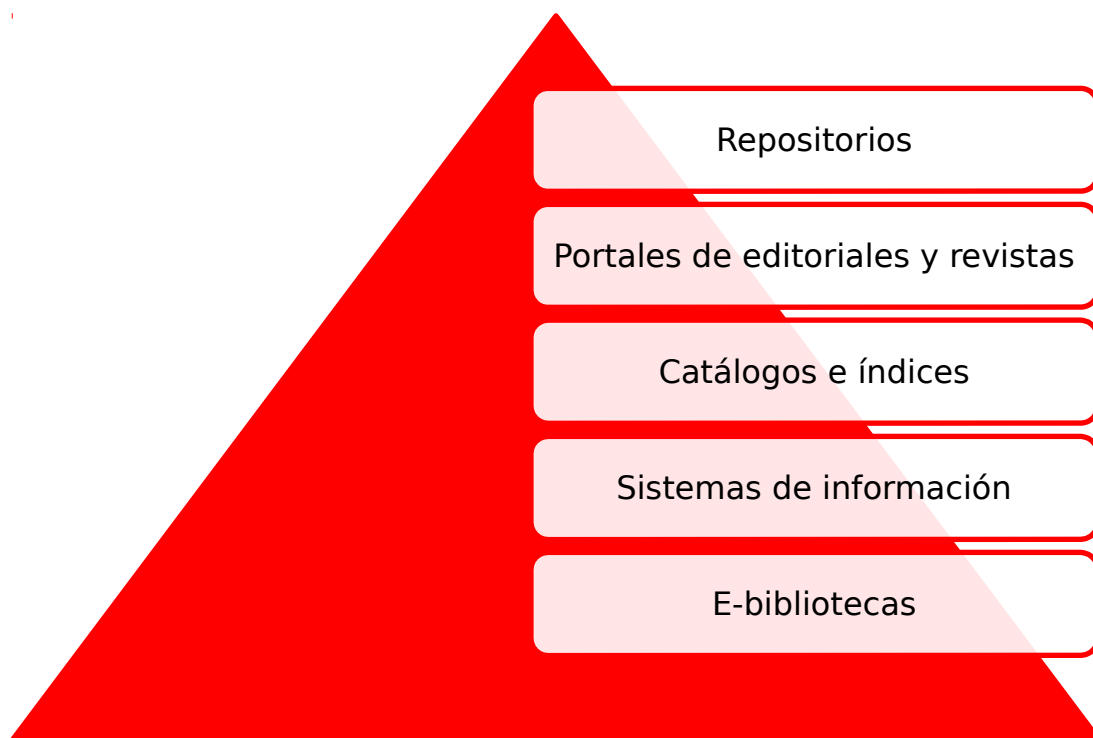 Repositorios
Portales de editoriales y revistas
Catálogos e índices
Sistemas de información
E-bibliotecas